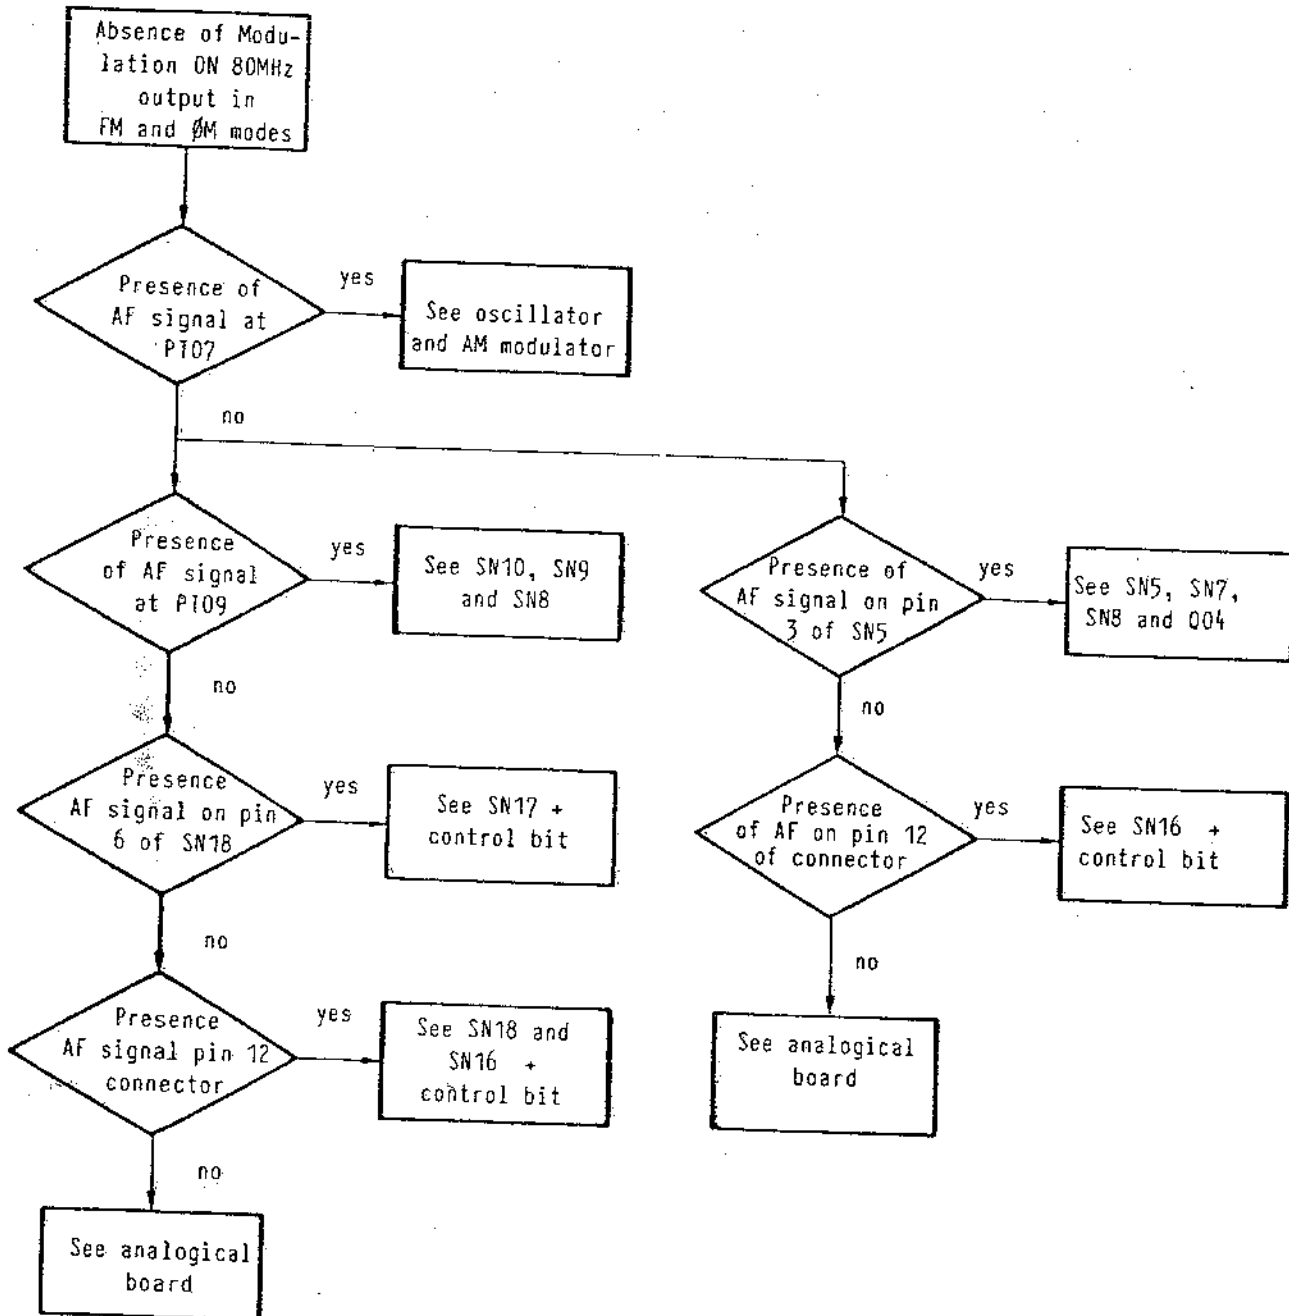 Absence of Modu-
lation ON 80MHz
output in
FM and ØM modes
Presence of
AF signal at
PT07
yes
See oscillator
and AM modulator
no
Presence
of AF signal
at PT09
yes
See SN10, SN9
and SN8
no
Presence
AF signal on pin
6 of SN18
yes
See SN17 +
control bit
no
Presence
AF signal pin 12
connector
yes
See SN18 and
SN16 +
control bit
no
See analogical
board
Presence of
AF signal on pin
3 of SN5
yes
See SN5, SN7,
SN8 and Q04
no
Presence
of AF on pin 12
of connector
yes
See SN16 +
control bit
no
See analogical
board